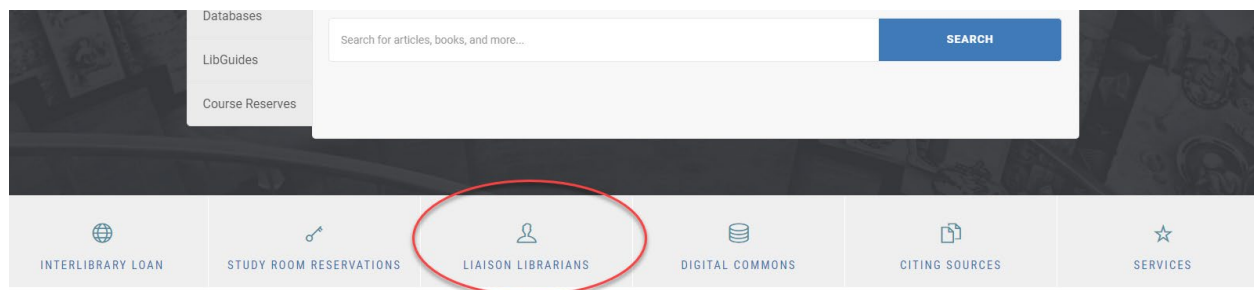 Databases
Search for articles, books, and more...
SEARCH
LibGuides
Course Reserves
INTERLIBRARY LOAN
STUDY ROOM RESERVATIONS
LIAISON LIBRARIANS
DIGITAL COMMONS
CITING SOURCES
SERVICES